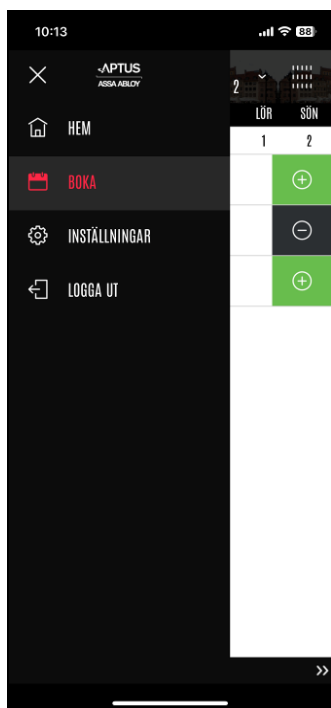 10:13
88
APTUS
ASSA ABLOY
2
HEM
LÖR SÖN
1 2
BOKA
INSTÄLLNINGAR
LOGGA UT